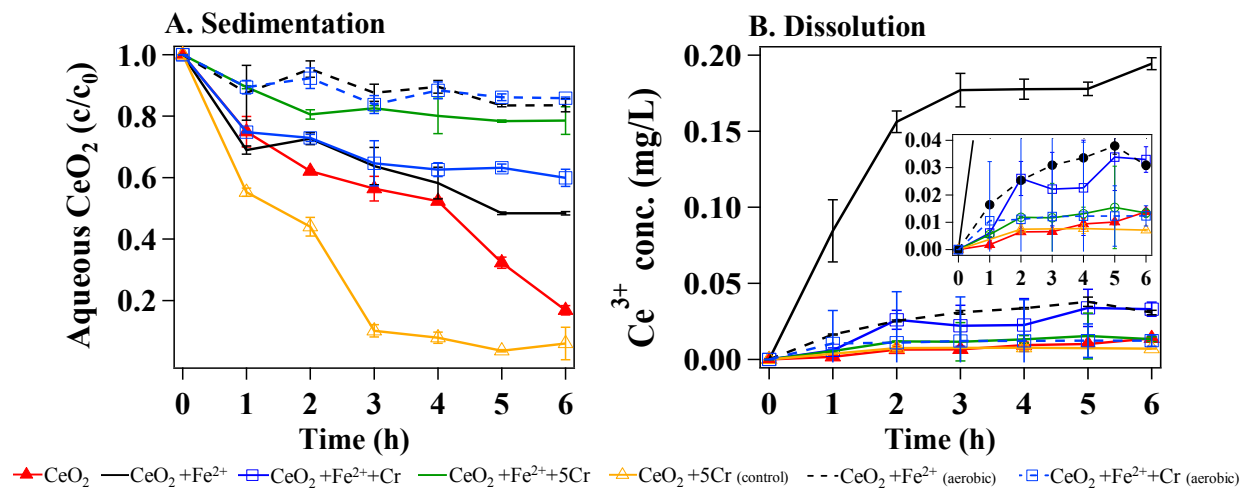 A. Sedimentation
B. Dissolution
Aqueous CeO₂ (c/c₀)
1.0
0.8
0.6
0.4
0.2
0 1 2 3 4 5 6
Time (h)
Ce³⁺ conc. (mg/L)
0.20
0.15
0.10
0.05
0.00
0.04
0.03
0.02
0.01
0.00
0 1 2 3 4 5 6
0 1 2 3 4 5 6
Time (h)
CeO₂ CeO₂ +Fe²⁺ CeO₂ +Fe²⁺+Cr CeO₂ +Fe²⁺+5Cr CeO₂ +5Cr (control) CeO₂ +Fe²⁺ (aerobic) CeO₂ +Fe²⁺+Cr (aerobic)